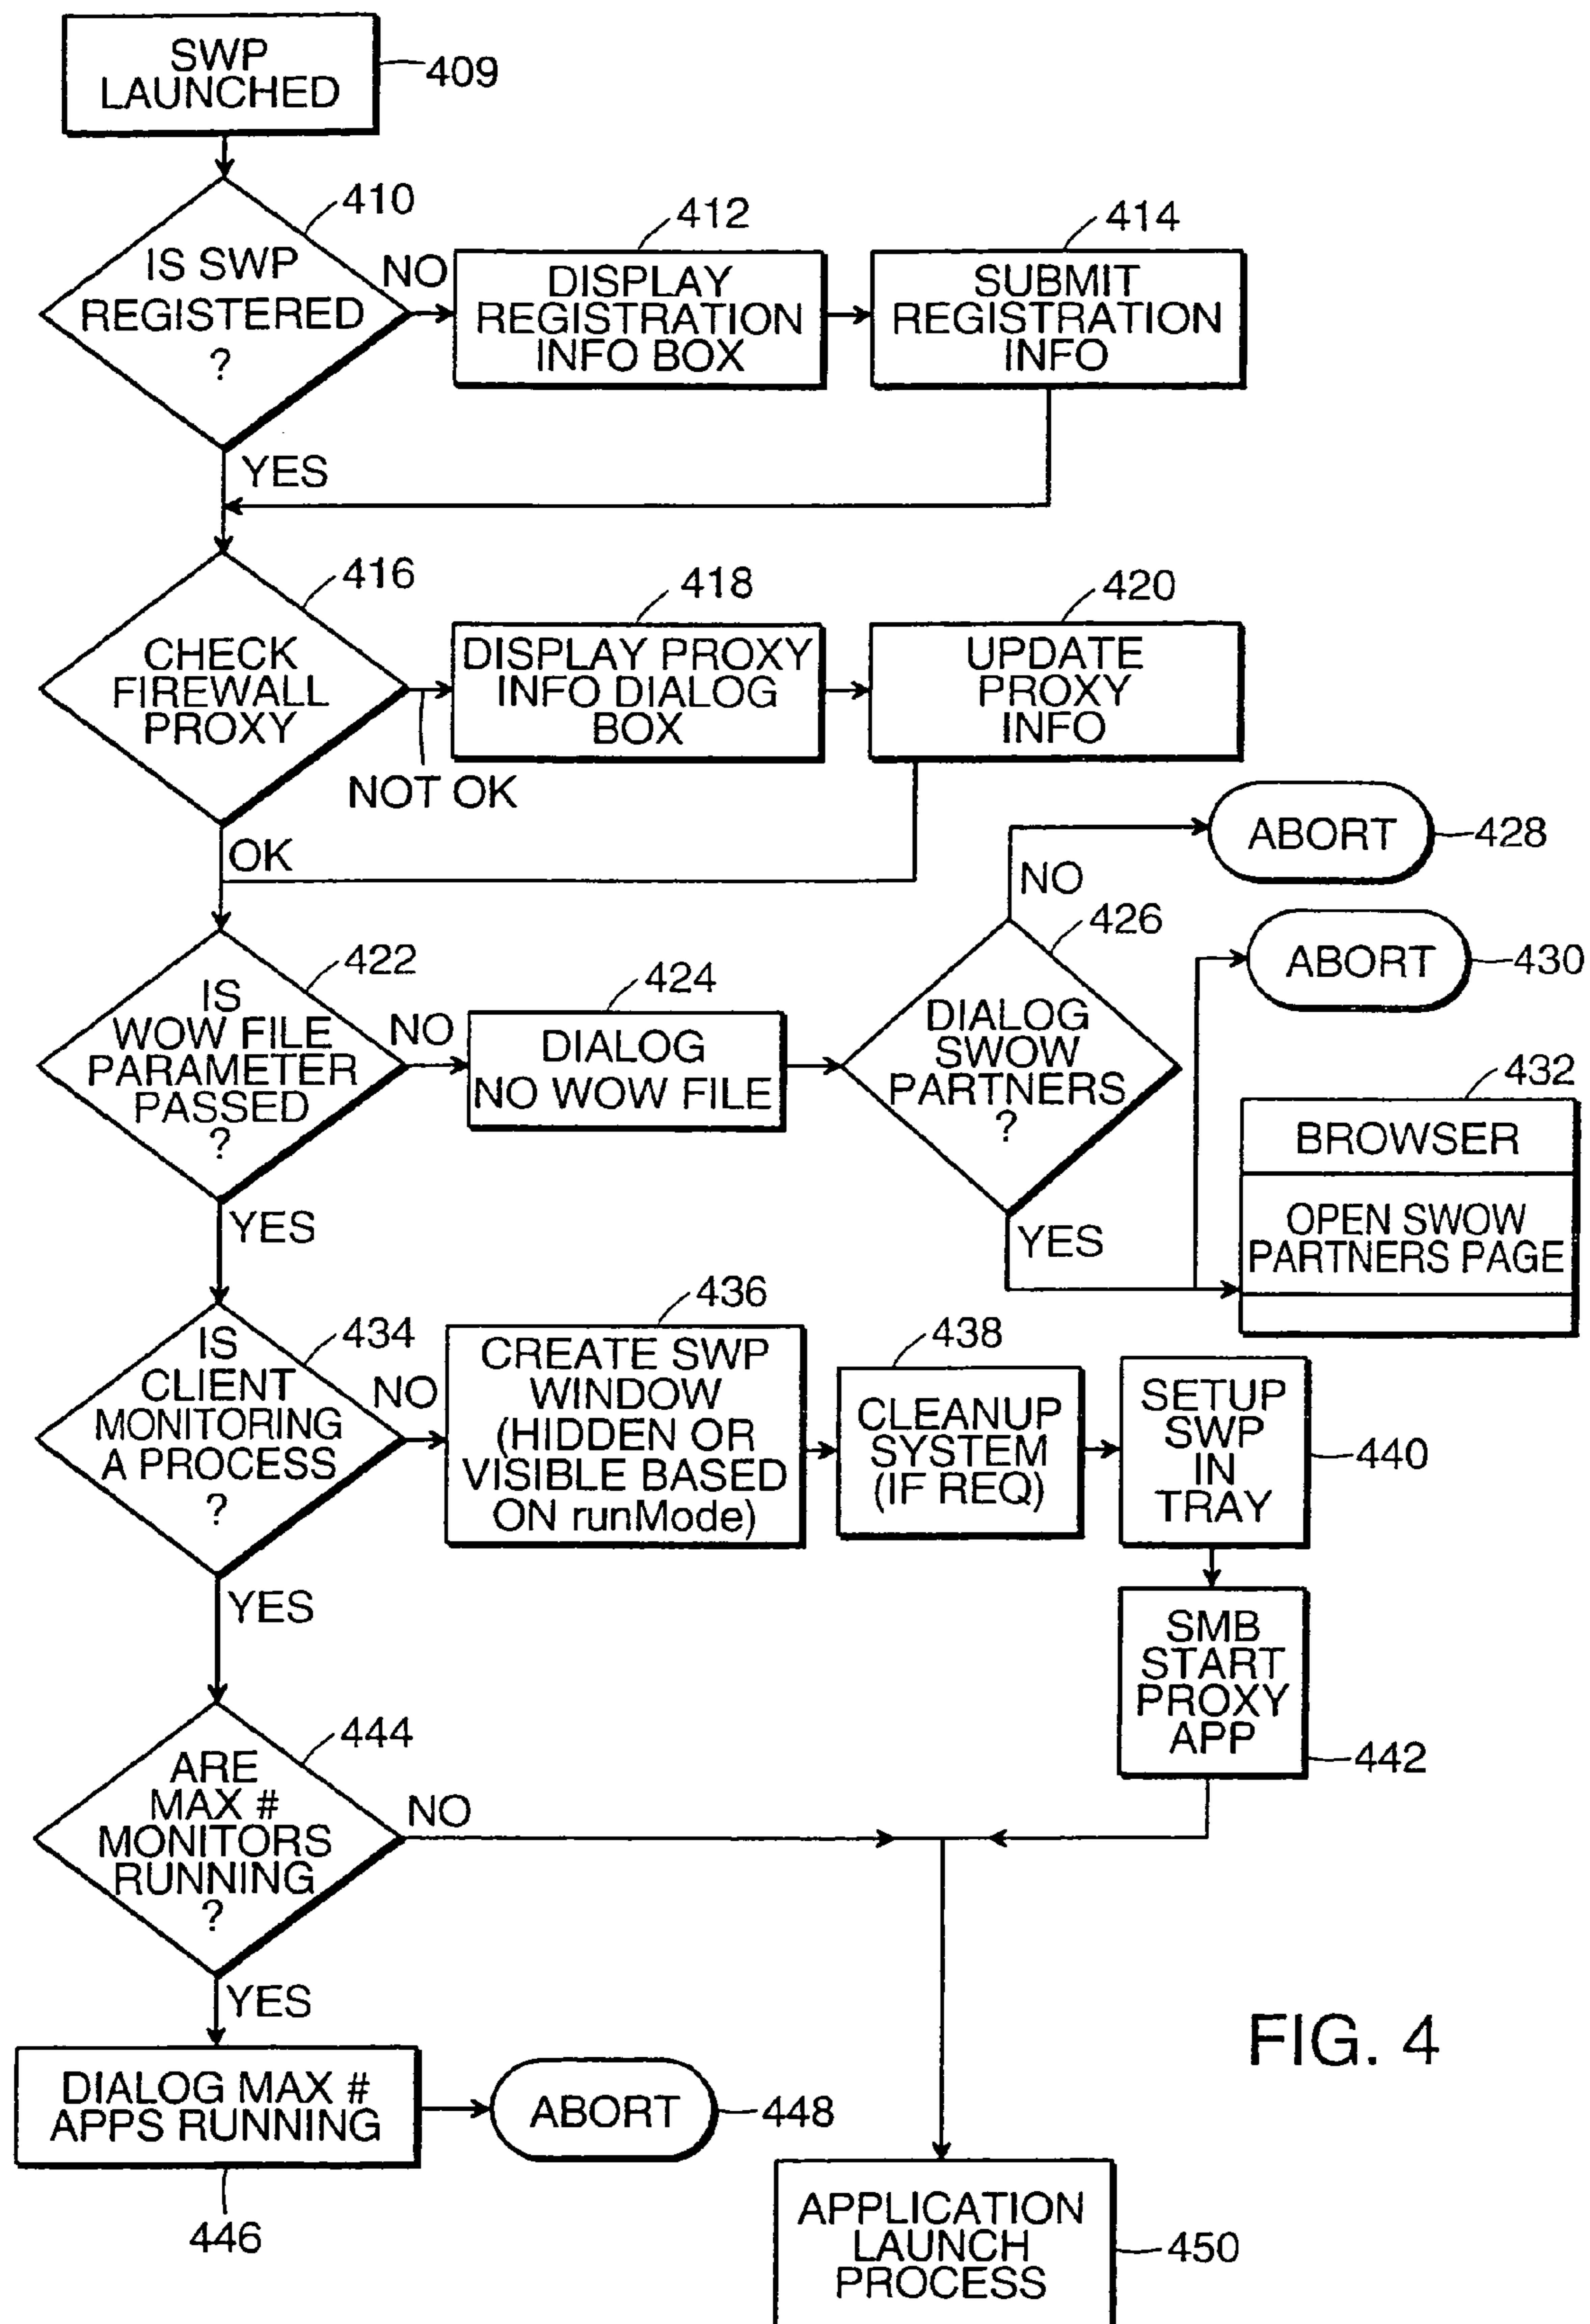 SWP
LAUNCHED
409
410
IS SWP
REGISTERED
?
NO
412
DISPLAY
REGISTRATION
INFO BOX
414
SUBMIT
REGISTRATION
INFO
YES
416
CHECK
FIREWALL
PROXY
NOT OK
418
DISPLAY PROXY
INFO DIALOG
BOX
420
UPDATE
PROXY
INFO
OK
422
IS
WOW FILE
PARAMETER
PASSED
?
NO
424
DIALOG
NO WOW FILE
426
DIALOG
SWOW
PARTNERS
?
NO
ABORT
428
ABORT
430
YES
432
BROWSER
OPEN SWOW
PARTNERS PAGE
YES
434
IS
CLIENT
MONITORING
A PROCESS
?
NO
436
CREATE SWP
WINDOW
(HIDDEN OR
VISIBLE BASED
ON runMode)
438
CLEANUP
SYSTEM
(IF REQ)
SETUP
SWP
IN
TRAY
440
SMB
START
PROXY
APP
442
YES
444
ARE
MAX #
MONITORS
RUNNING
?
NO
YES
DIALOG MAX #
APPS RUNNING
446
ABORT
448
APPLICATION
LAUNCH
PROCESS
450
FIG. 4